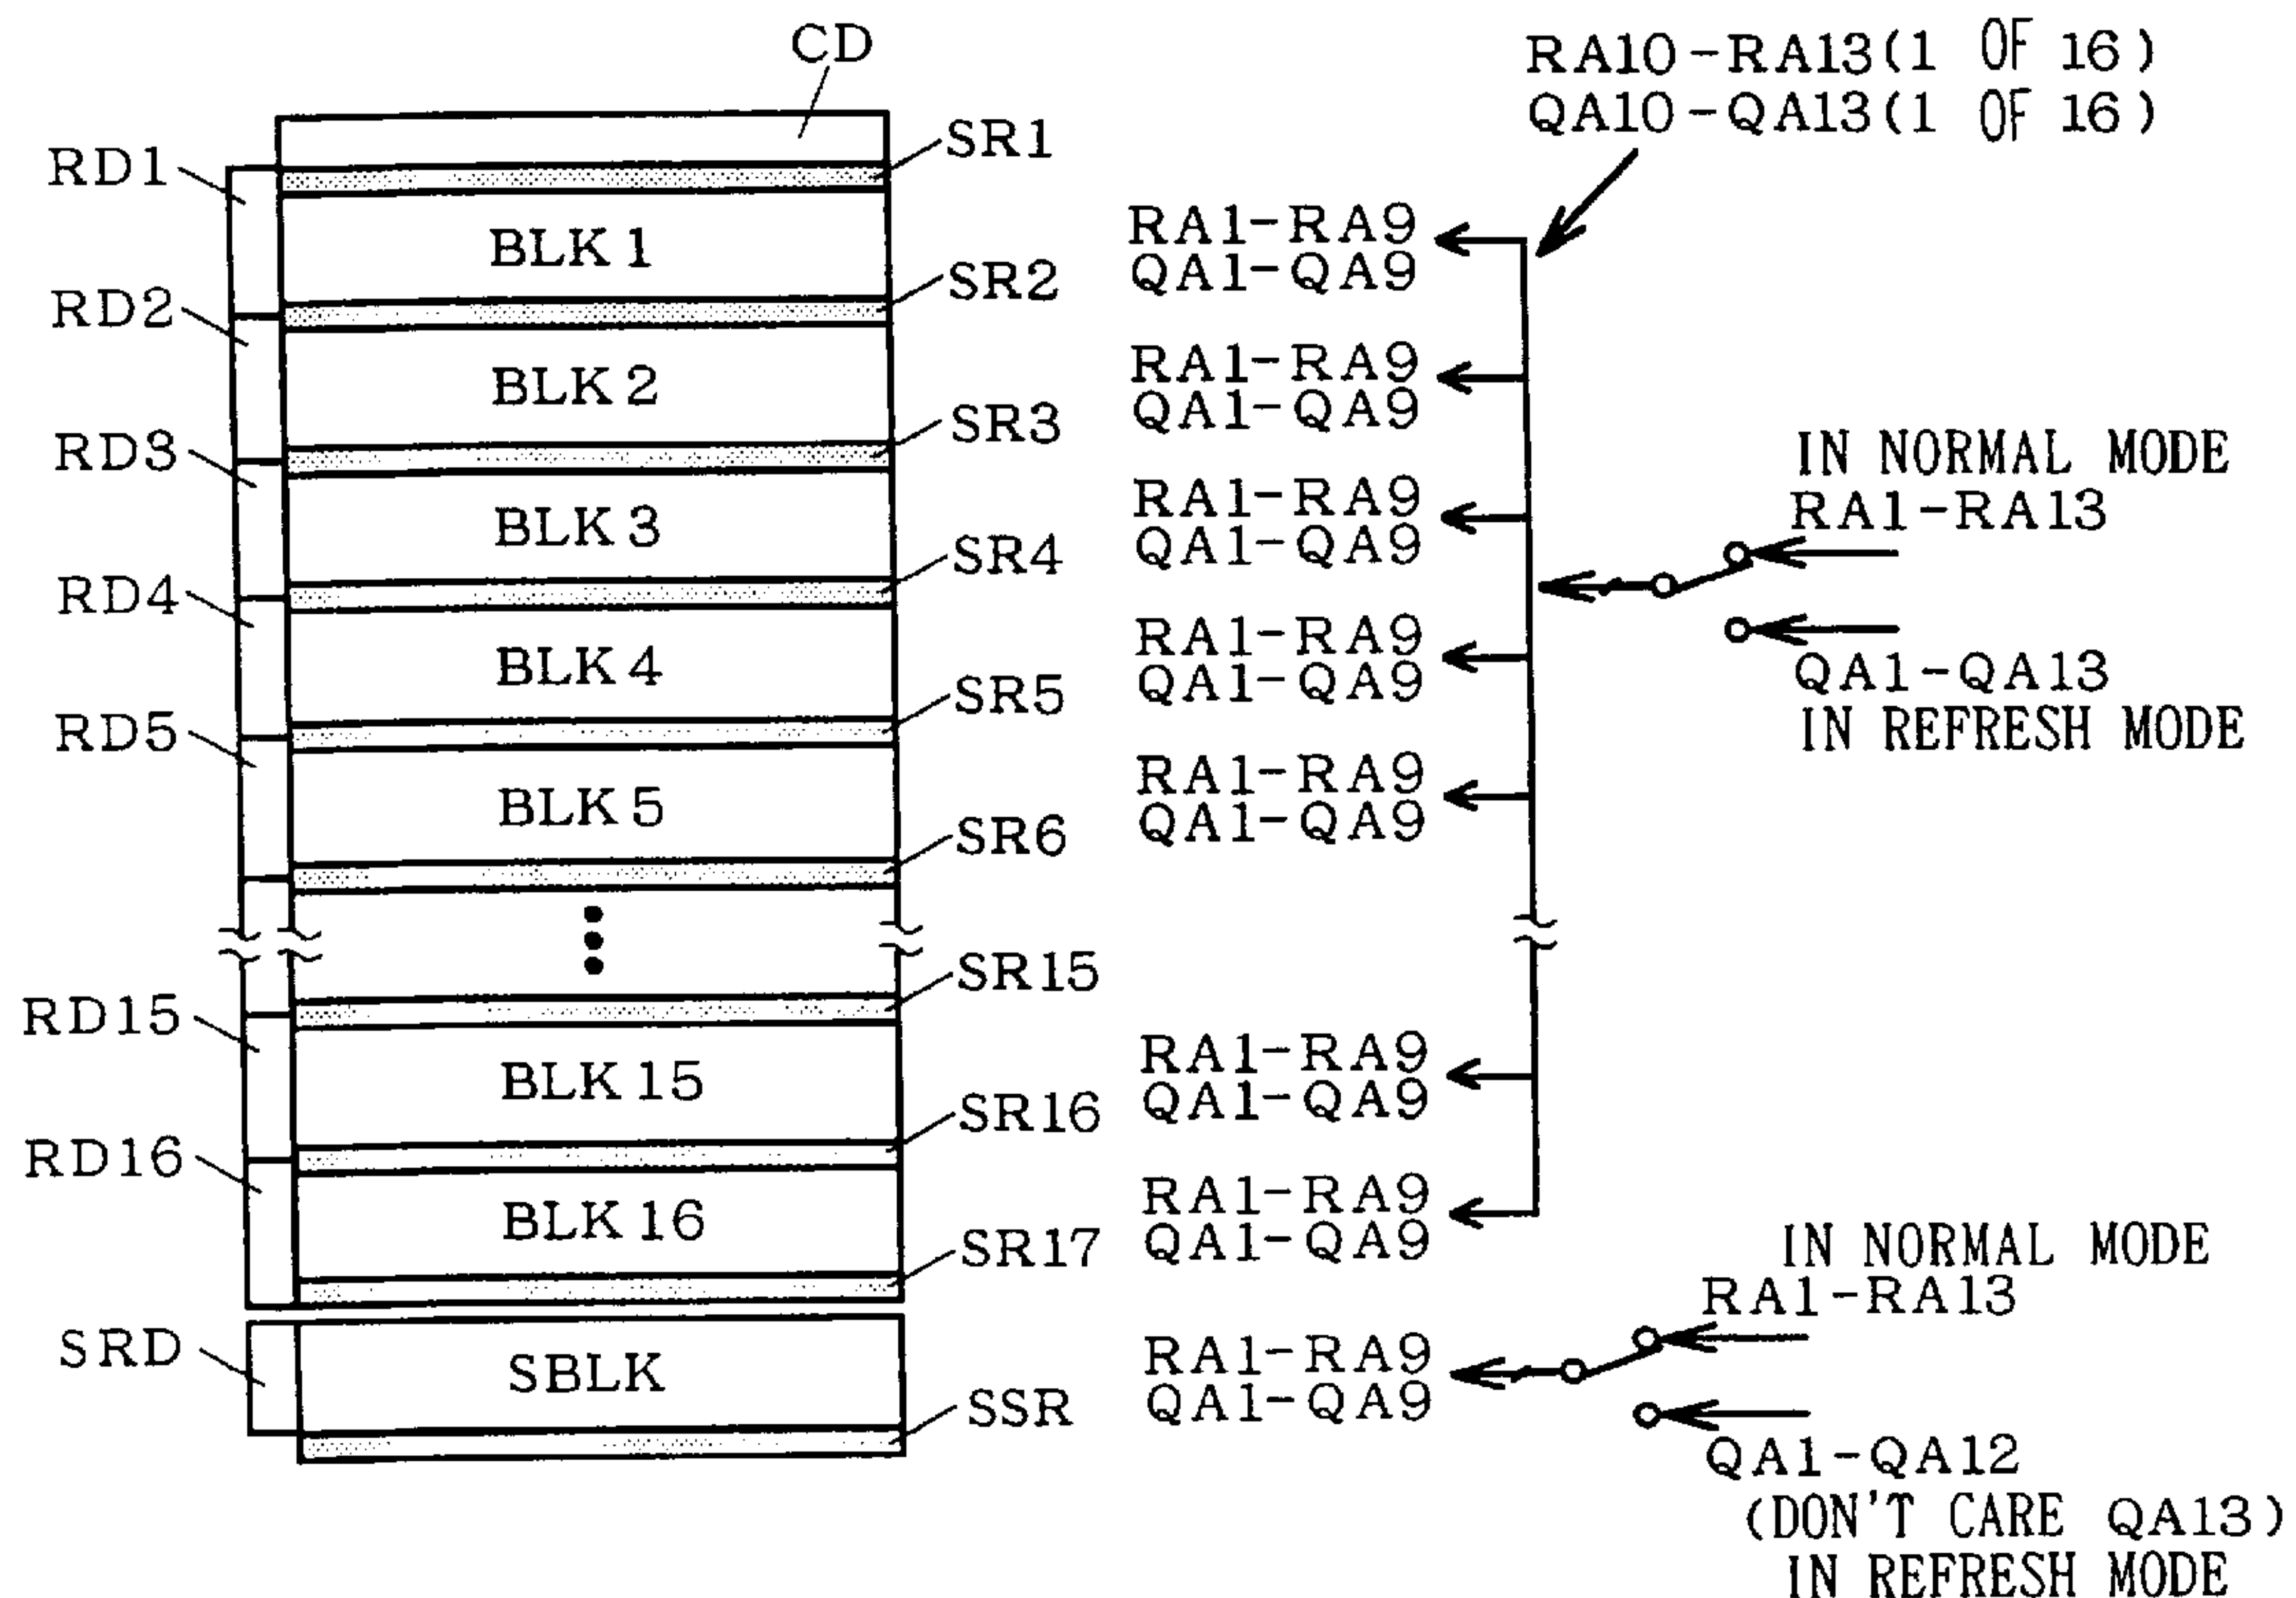 CD
RA10-RA13(1 OF 16)
QA10-QA13(1 OF 16)
SR1
RD1
RA1-RA9
QA1-QA9
BLK 1
SR2
RD2
RA1-RA9
QA1-QA9
BLK 2
SR3
RD3
IN NORMAL MODE
RA1-RA13
RA1-RA9
QA1-QA9
BLK 3
SR4
RD4
RA1-RA9
QA1-QA9
BLK 4
QA1-QA13
IN REFRESH MODE
SR5
RD5
RA1-RA9
QA1-QA9
BLK 5
SR6
SR15
RD15
RA1-RA9
QA1-QA9
BLK 15
SR16
RD16
RA1-RA9
QA1-QA9
BLK 16
SR17
IN NORMAL MODE
RA1-RA13
SRD
RA1-RA9
QA1-QA9
SBLK
SSR
QA1-QA12
(DON'T CARE QA13)
IN REFRESH MODE